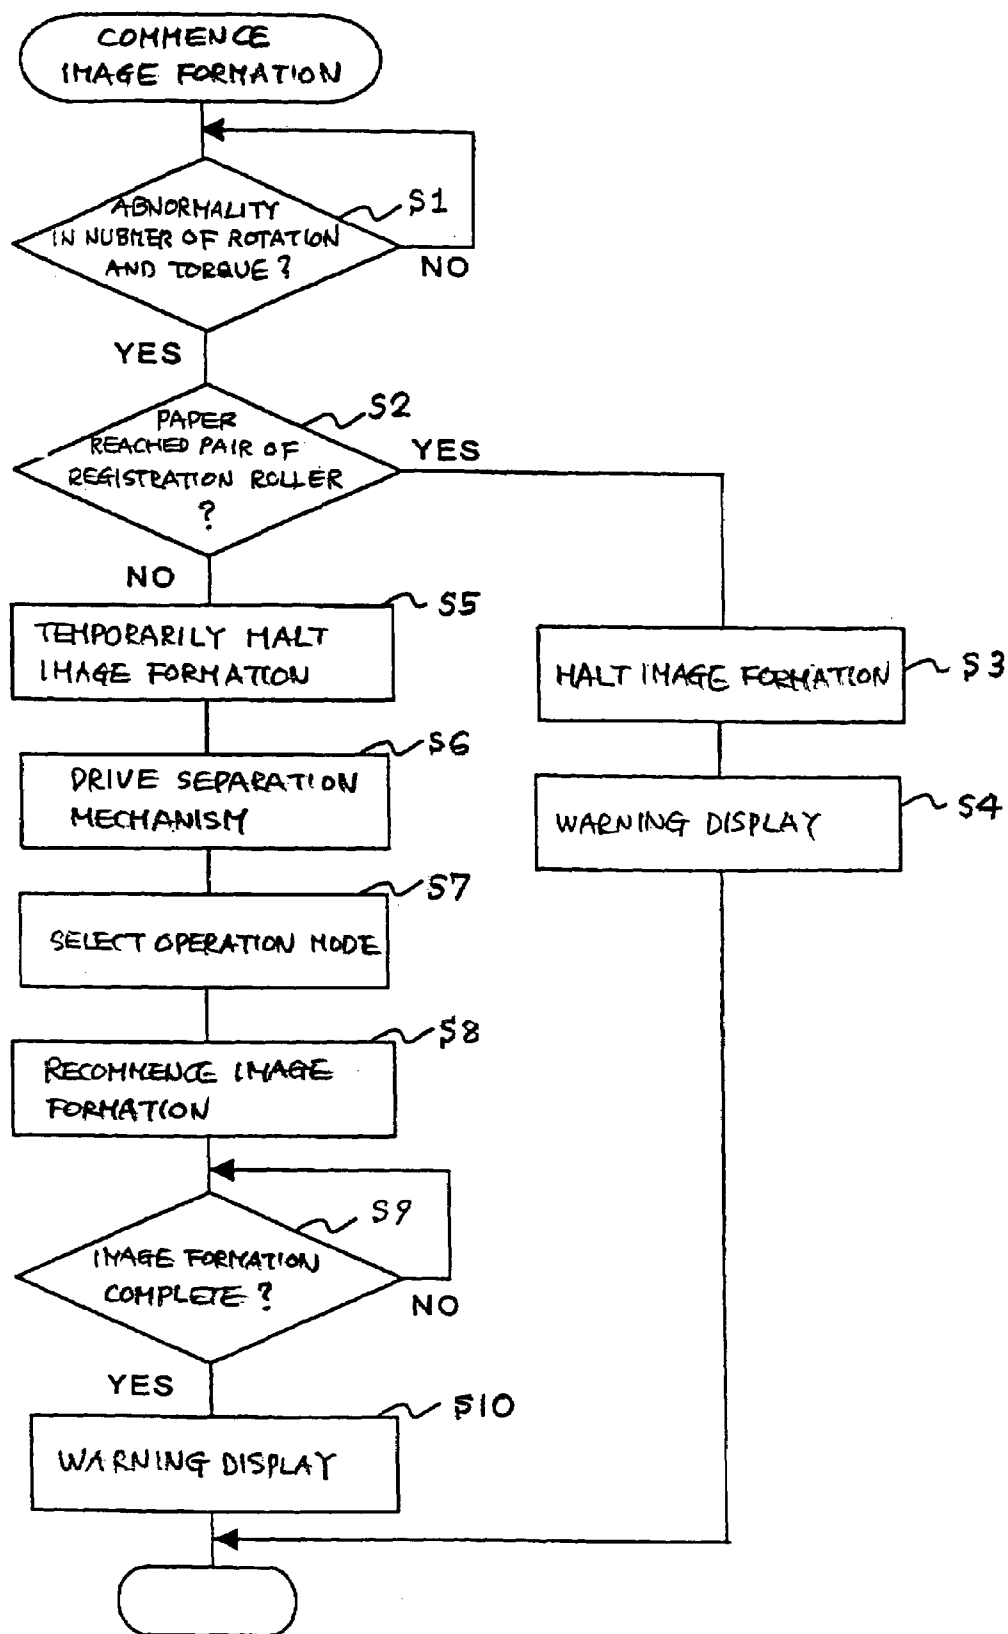 COMMENCE
IMAGE FORMATION
S1
ABNORMALITY
IN NUBMER OF ROTATION
AND TORQUE?
NO
YES
S2
PAPER
REACHED PAIR OF
REGISTRATION ROLLER
?
YES
NO
S5
TEMPORARILY HALT
IMAGE FORMATION
HALT IMAGE FORMATION
S3
S6
DRIVE SEPARATION
MECHANISM
WARNING DISPLAY
S4
S7
SELECT OPERATION MODE
S8
RECOMMENCE IMAGE
FORMATION
S9
IMAGE FORMATION
COMPLETE?
NO
YES
S10
WARNING DISPLAY